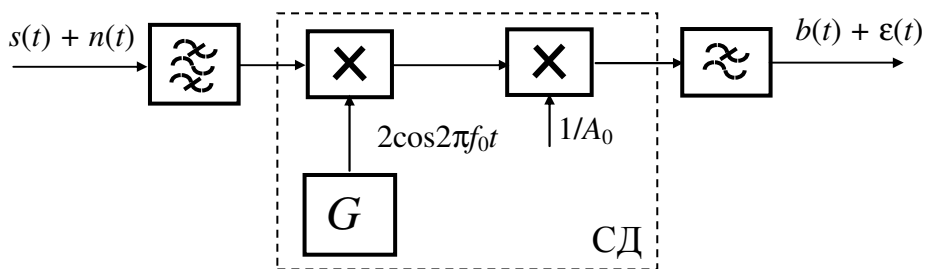 s(t) + n(t)
b(t) + ε(t)
×
×
2cos2πf₀t
1/A₀
G
СД